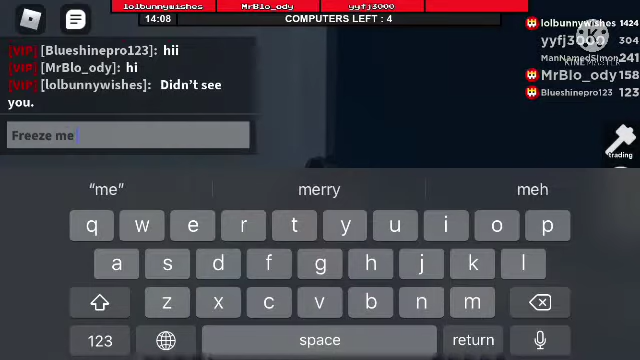 lolbunnywishes MrBlo_ody yyfj3000
14:08 COMPUTERS LEFT : 4
lolbunnywishes 1424
yyfj3000 304
ManNamedSimon 241
MrBlo_ody 158
Blueshinepro123 123
KINEMASTER
trading
[VIP] [Blueshinepro123]: hii
[VIP] [MrBlo_ody]: hi
[VIP] [lolbunnywishes]: Didn't see
you.
Freeze me
“me” merry meh
q w e r t y u i o p
a s d f g h j k l
z x c v b n m
123 space return